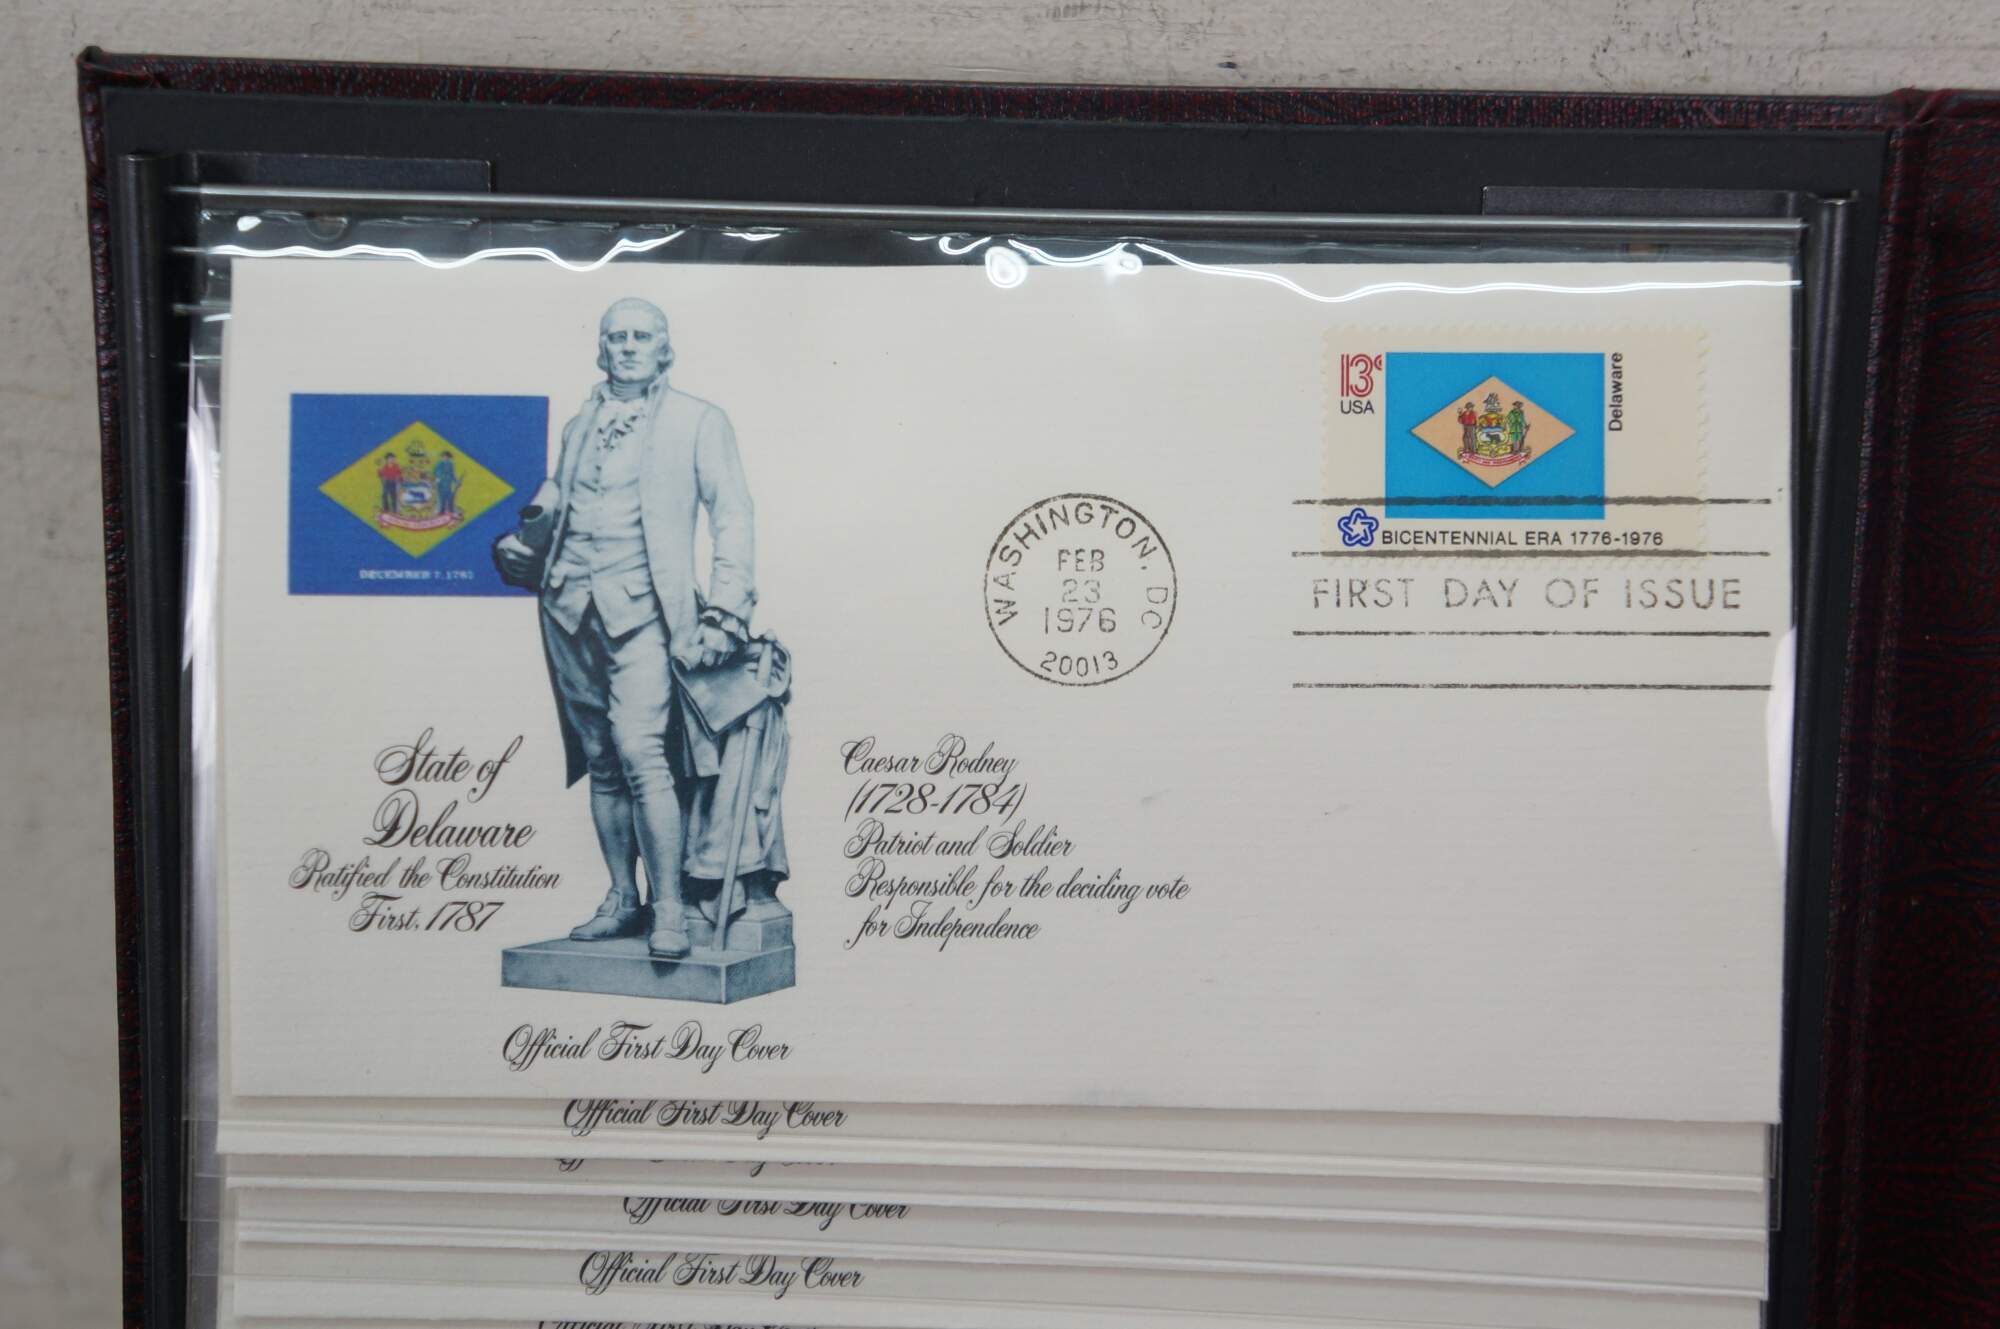 13¢
USA
Delaware
BICENTENNIAL ERA 1776-1976
WASHINGTON, DC
FEB
23
1976
20013
FIRST DAY OF ISSUE
DECEMBER 7, 1787
State of
Delaware
Ratified the Constitution
First, 1787
Caesar Rodney
(1728-1784)
Patriot and Soldier
Responsible for the deciding vote
for Independence
Official First Day Cover
Official First Day Cover
Official First Day Cover
Official First Day Cover